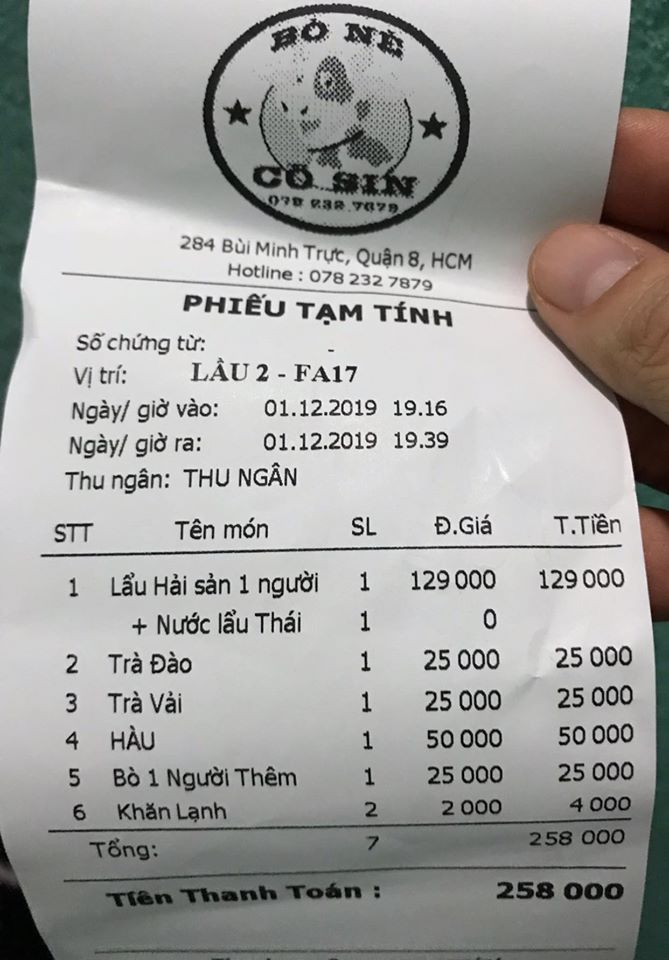 BÒ NÉ
CÔ SIN
078 232 7879
284 Bùi Minh Trực, Quận 8, HCM
Hotline : 078 232 7879
PHIẾU TẠM TÍNH
Số chứng từ: -
Vị trí: LẦU 2 - FA17
Ngày/ giờ vào: 01.12.2019 19.16
Ngày/ giờ ra: 01.12.2019 19.39
Thu ngân: THU NGÂN
STT Tên món SL Đ.Giá T.Tiền
1 Lẩu Hải sản 1 người 1 129 000 129 000
+ Nước lẩu Thái 1 0
2 Trà Đào 1 25 000 25 000
3 Trà Vải 1 25 000 25 000
4 HÀU 1 50 000 50 000
5 Bò 1 Người Thêm 1 25 000 25 000
6 Khăn Lạnh 2 2 000 4 000
Tổng: 7 258 000
Tiền Thanh Toán : 258 000